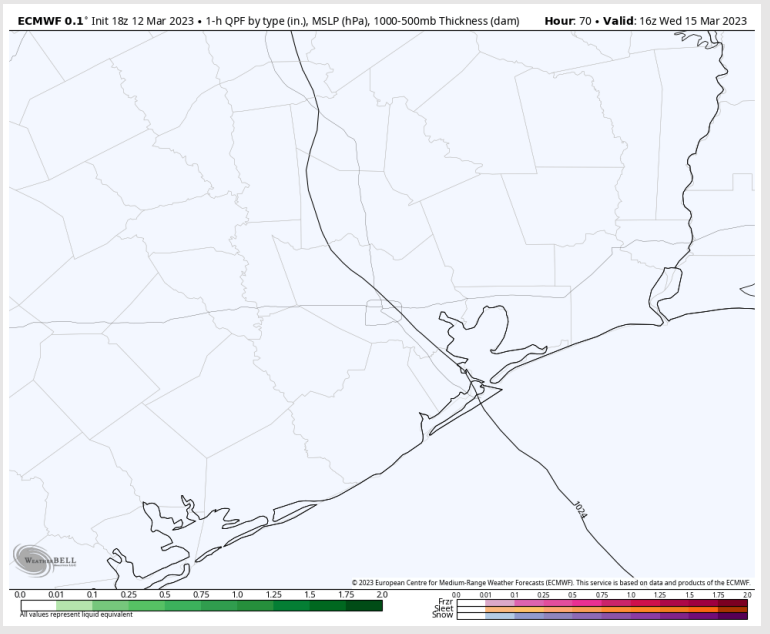 ECMWF 0.1° Init 18z 12 Mar 2023 • 1-h QPF by type (in.), MSLP (hPa), 1000-500mb Thickness (dam) Hour: 70 • Valid: 16z Wed 15 Mar 2023
1024
WEATHERBELL
© 2023 European Centre for Medium-Range Weather Forecasts (ECMWF). This service is based on data and products of the ECMWF.
0.0 0.01 0.1 0.25 0.5 0.75 1.0 1.25 1.5 1.75 2.0
All values represent liquid equivalent
0.0 0.01 0.1 0.25 0.5 0.75 1.0 1.25 1.5 1.75 2.0
Frzr
Sleet
Snow